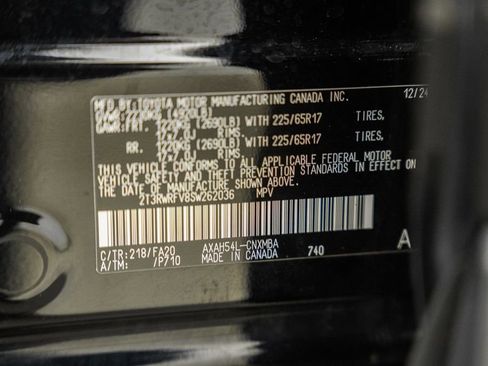 MFD.BY:TOYOTA MOTOR MANUFACTURING CANADA INC. 12/24
2230KG (4920LB)
GAWR:FRT. 1220KG (2690LB) WITH 225/65R17 TIRES,
RIMS
RR. 1220KG (2690LB) WITH 225/65R17 TIRES,
RIMS
THIS VEHICLE CONFORMS TO ALL APPLICABLE FEDERAL MOTOR
VEHICLE SAFETY AND THEFT PREVENTION STANDARDS IN EFFECT ON
THE DATE OF MANUFACTURE SHOWN ABOVE.
2T3RWRFV8SW262036 MPV
C/TR:218/FA20 AXAH54L-CNXMBA 740 A
A/TM: /P710 MADE IN CANADA